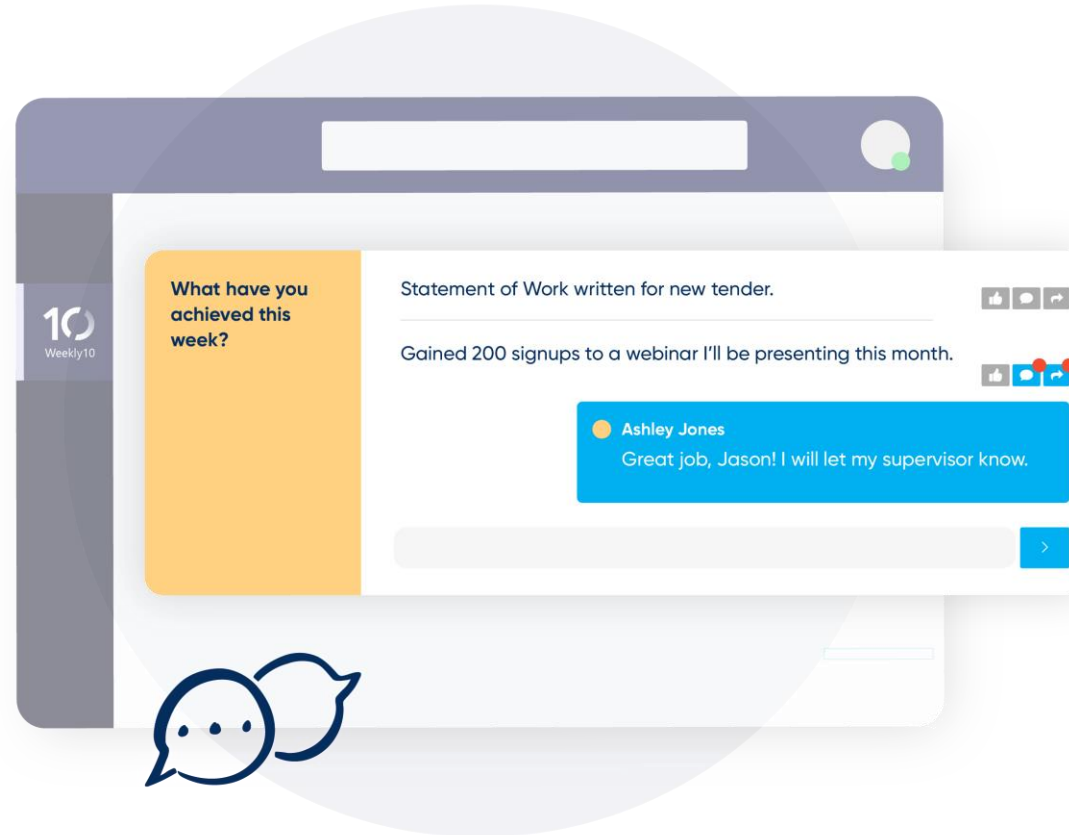 10
Weekly10
What have you
achieved this
week?
Statement of Work written for new tender.
Gained 200 signups to a webinar I'll be presenting this month.
Ashley Jones
Great job, Jason! I will let my supervisor know.